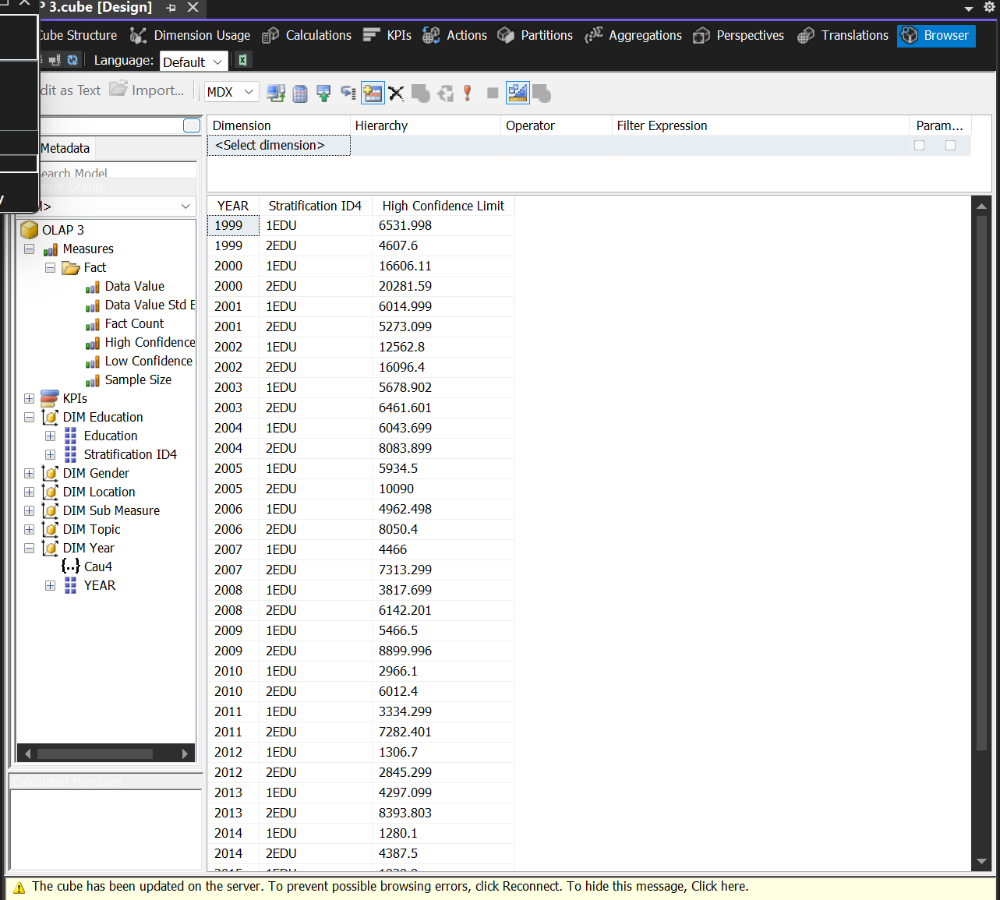 P 3.cube [Design]
ube Structure Dimension Usage Calculations KPIs Actions Partitions Aggregations Perspectives Translations Browser
Language: Default
dit as Text Import... MDX
OLAP 3
Metadata
earch Model
sure Group:
l>
OLAP 3
Measures
Fact
Data Value
Data Value Std E
Fact Count
High Confidence
Low Confidence
Sample Size
KPIs
DIM Education
Education
Stratification ID4
DIM Gender
DIM Location
DIM Sub Measure
DIM Topic
DIM Year
Cau4
YEAR
Calculated Members
Dimension Hierarchy Operator Filter Expression Param...
<Select dimension>
YEAR Stratification ID4 High Confidence Limit
1999 1EDU 6531.998
1999 2EDU 4607.6
2000 1EDU 16606.11
2000 2EDU 20281.59
2001 1EDU 6014.999
2001 2EDU 5273.099
2002 1EDU 12562.8
2002 2EDU 16096.4
2003 1EDU 5678.902
2003 2EDU 6461.601
2004 1EDU 6043.699
2004 2EDU 8083.899
2005 1EDU 5934.5
2005 2EDU 10090
2006 1EDU 4962.498
2006 2EDU 8050.4
2007 1EDU 4466
2007 2EDU 7313.299
2008 1EDU 3817.699
2008 2EDU 6142.201
2009 1EDU 5466.5
2009 2EDU 8899.996
2010 1EDU 2966.1
2010 2EDU 6012.4
2011 1EDU 3334.299
2011 2EDU 7282.401
2012 1EDU 1306.7
2012 2EDU 2845.299
2013 1EDU 4297.099
2013 2EDU 8393.803
2014 1EDU 1280.1
2014 2EDU 4387.5
The cube has been updated on the server. To prevent possible browsing errors, click Reconnect. To hide this message, Click here.